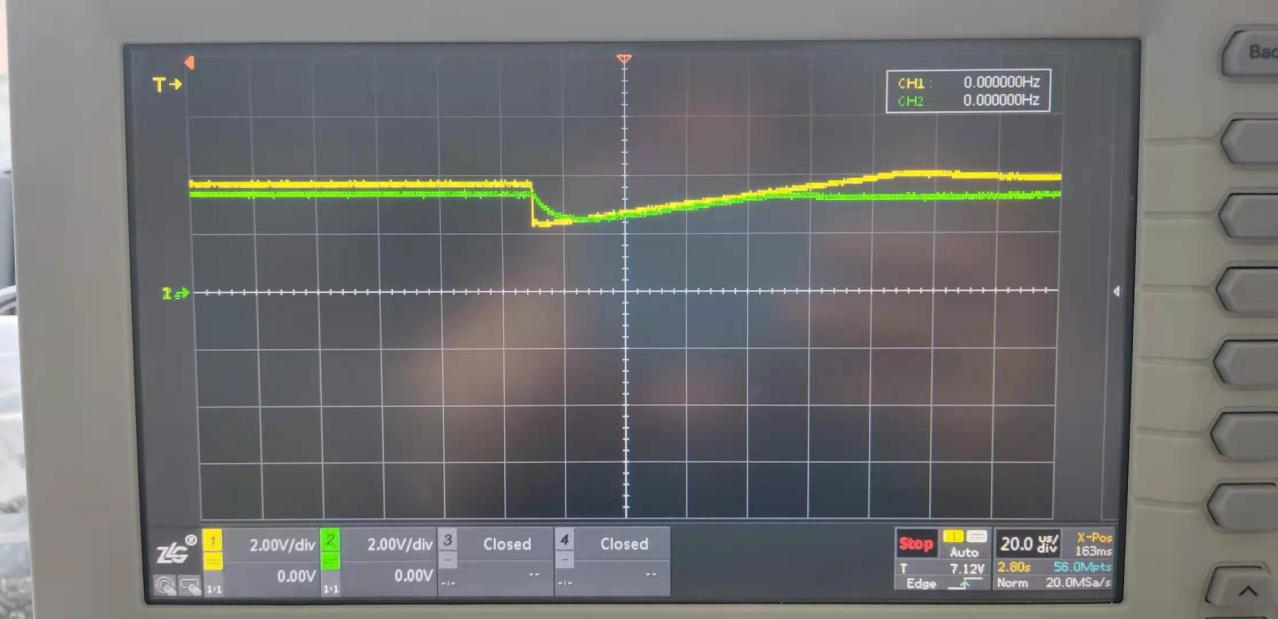 Bac
T
CH1 : 0.000000Hz
CH2 : 0.000000Hz
ZLG®
1 2.00V/div
0.00V
1:1
2 2.00V/div
0.00V
1:1
3 Closed
--
4 Closed
--
Stop
1
Auto
T 7.12V
Edge
20.0 us/div
X-Pos
163ms
2.80s 56.0Mpts
Norm 20.0MSa/s